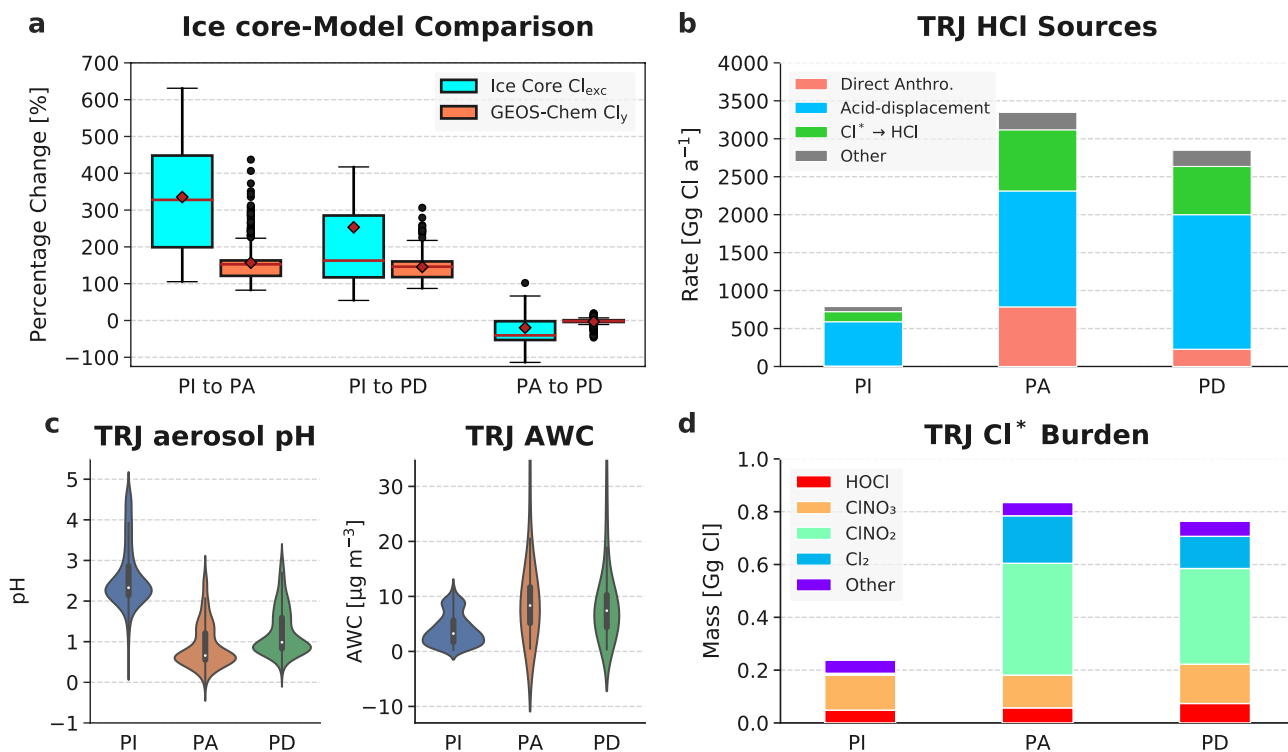 a Ice core-Model Comparison
Percentage Change [%]
700
600
500
400
300
200
100
0
−100
Ice Core Cl_exc
GEOS-Chem Cl_y
PI to PA
PI to PD
PA to PD
b TRJ HCl Sources
Rate [Gg Cl a⁻¹]
4000
3500
3000
2500
2000
1500
1000
500
0
Direct Anthro.
Acid-displacement
Cl* → HCl
Other
PI
PA
PD
c TRJ aerosol pH
pH
5
4
3
2
1
0
−1
PI
PA
PD
TRJ AWC
AWC [µg m⁻³]
30
20
10
0
−10
PI
PA
PD
d TRJ Cl* Burden
Mass [Gg Cl]
1.0
0.8
0.6
0.4
0.2
0.0
HOCl
ClNO₃
ClNO₂
Cl₂
Other
PI
PA
PD